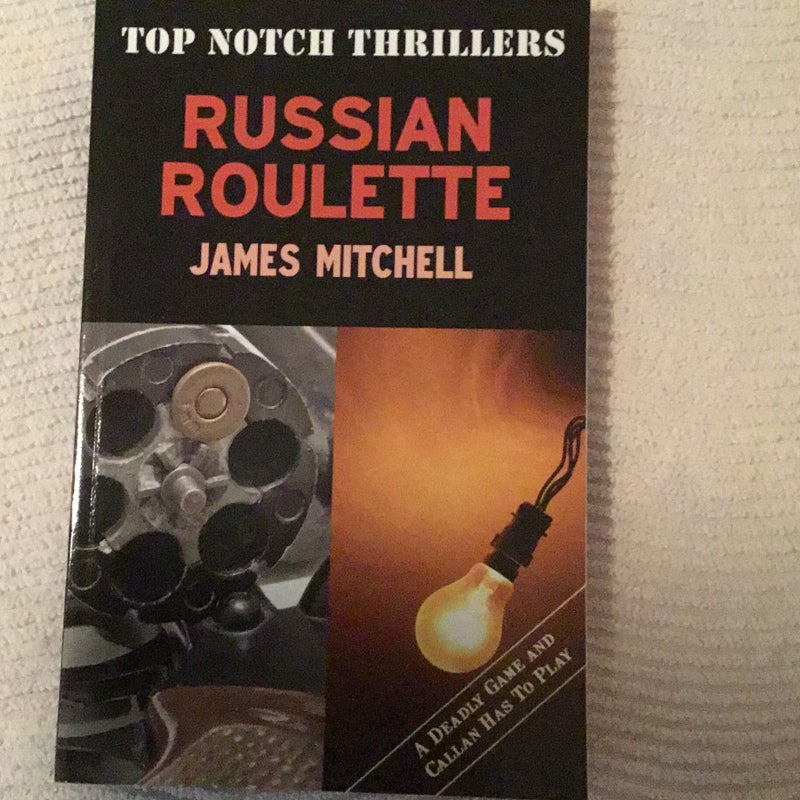 TOP NOTCH THRILLERS
RUSSIAN
ROULETTE
JAMES MITCHELL
A DEADLY GAME AND
CALLAN HAS TO PLAY